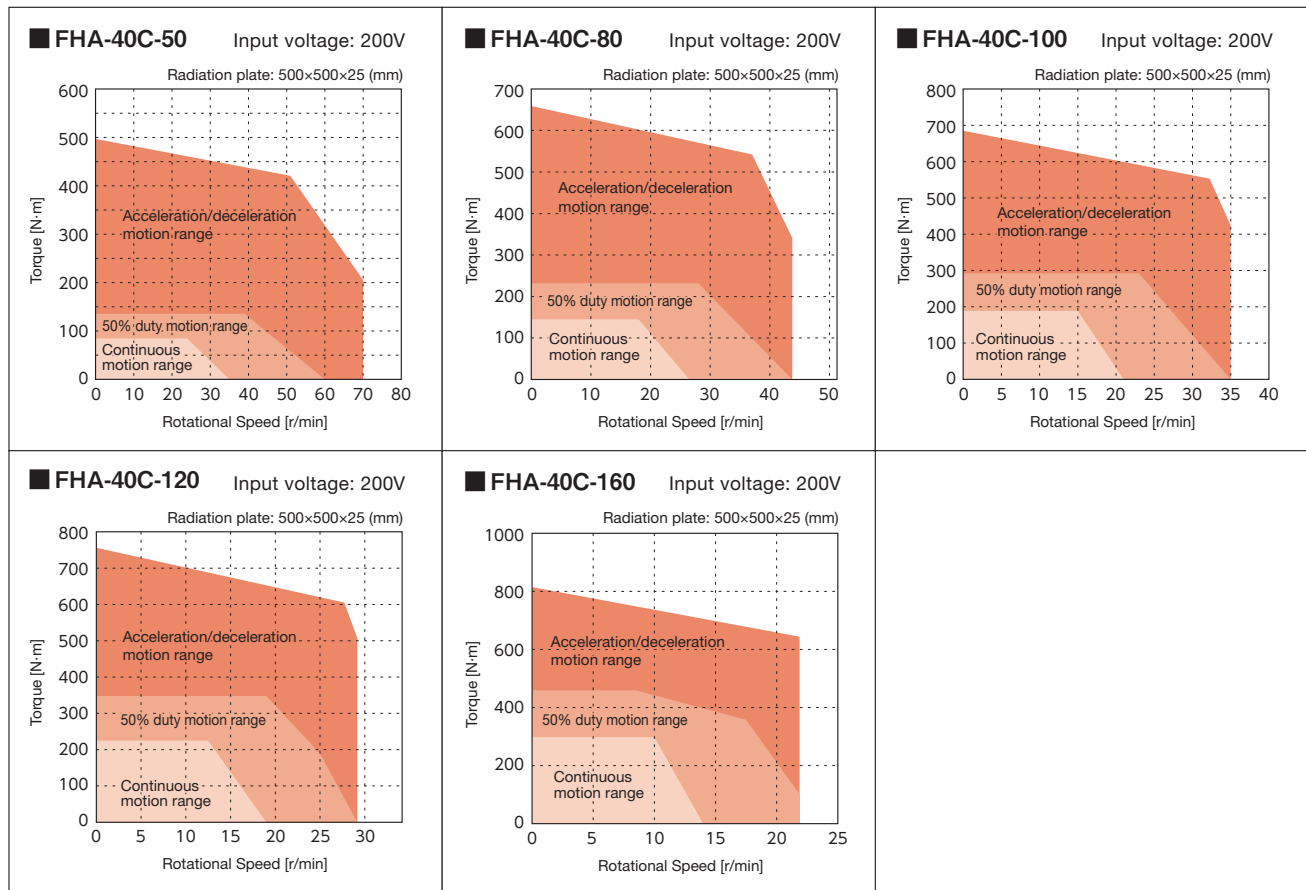 ■ FHA-40C-50 Input voltage: 200V
Radiation plate: 500×500×25 (mm)
600
500
400
300
200
100
0
Torque [N·m]
Acceleration/deceleration
motion range
50% duty motion range
Continuous
motion range
0 10 20 30 40 50 60 70 80
Rotational Speed [r/min]
■ FHA-40C-80 Input voltage: 200V
Radiation plate: 500×500×25 (mm)
700
600
500
400
300
200
100
0
Torque [N·m]
Acceleration/deceleration
motion range
50% duty motion range
Continuous
motion range
0 10 20 30 40 50
Rotational Speed [r/min]
■ FHA-40C-100 Input voltage: 200V
Radiation plate: 500×500×25 (mm)
800
700
600
500
400
300
200
100
0
Torque [N·m]
Acceleration/deceleration
motion range
50% duty motion range
Continuous
motion range
0 5 10 15 20 25 30 35 40
Rotational Speed [r/min]
■ FHA-40C-120 Input voltage: 200V
Radiation plate: 500×500×25 (mm)
800
700
600
500
400
300
200
100
0
Torque [N·m]
Acceleration/deceleration
motion range
50% duty motion range
Continuous
motion range
0 5 10 15 20 25 30
Rotational Speed [r/min]
■ FHA-40C-160 Input voltage: 200V
Radiation plate: 500×500×25 (mm)
1000
800
600
400
200
0
Torque [N·m]
Acceleration/deceleration
motion range
50% duty motion range
Continuous
motion range
0 5 10 15 20 25
Rotational Speed [r/min]